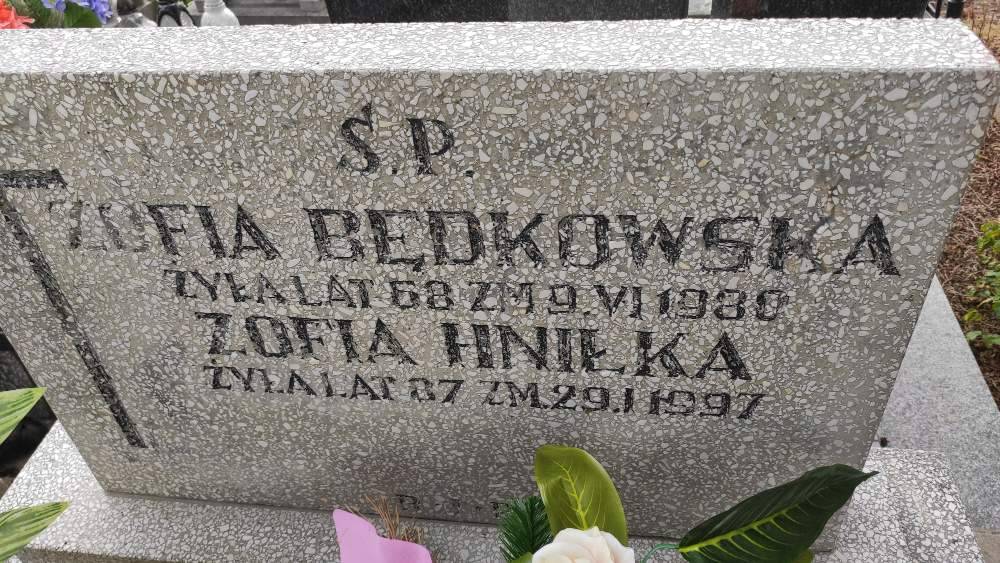 Ś.P.
ZOFIA BĘDKOWSKA
ŻYŁA LAT 68 ZM 9.VI 1980
ZOFIA HNIŁKA
ŻYŁA LAT 87 ZM.29.I 1997